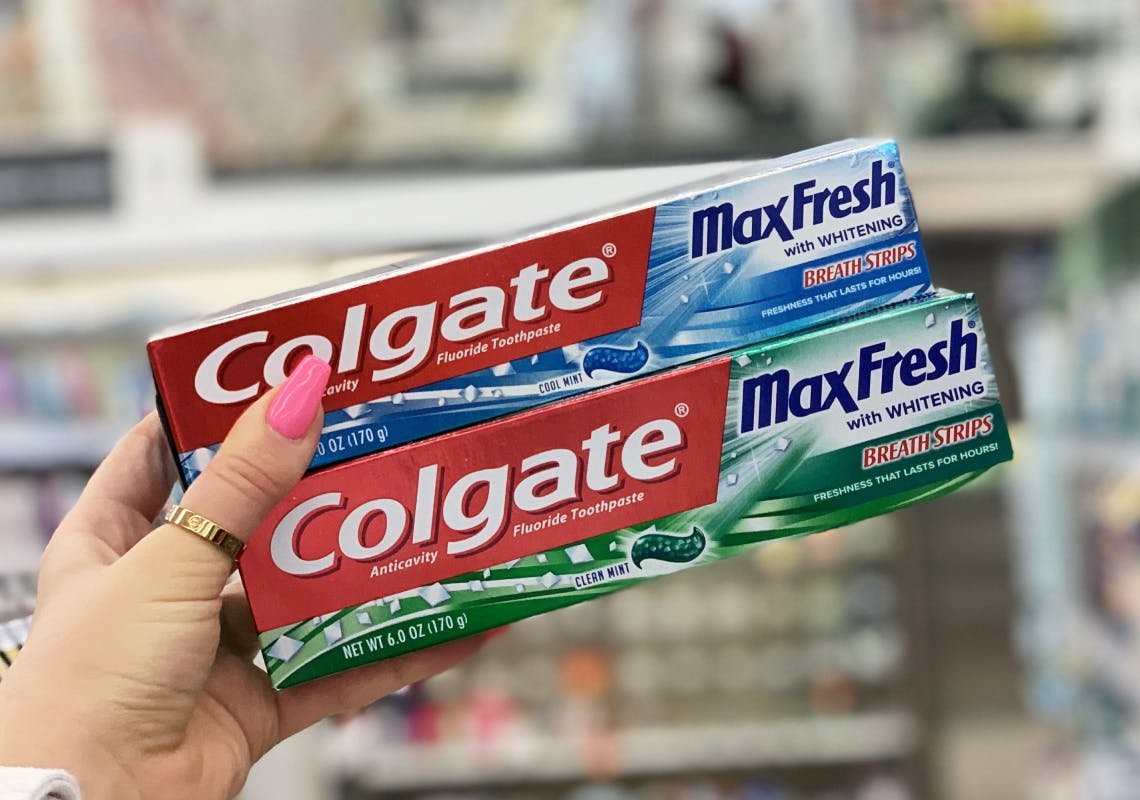 Colgate®
cavity Fluoride Toothpaste
MaxFresh®
with WHITENING
BREATH STRIPS
FRESHNESS THAT LASTS FOR HOURS!
COOL MINT
0 OZ (170 g)
Colgate®
Anticavity Fluoride Toothpaste
MaxFresh®
with WHITENING
BREATH STRIPS
FRESHNESS THAT LASTS FOR HOURS!
CLEAN MINT
NET WT 6.0 OZ (170 g)